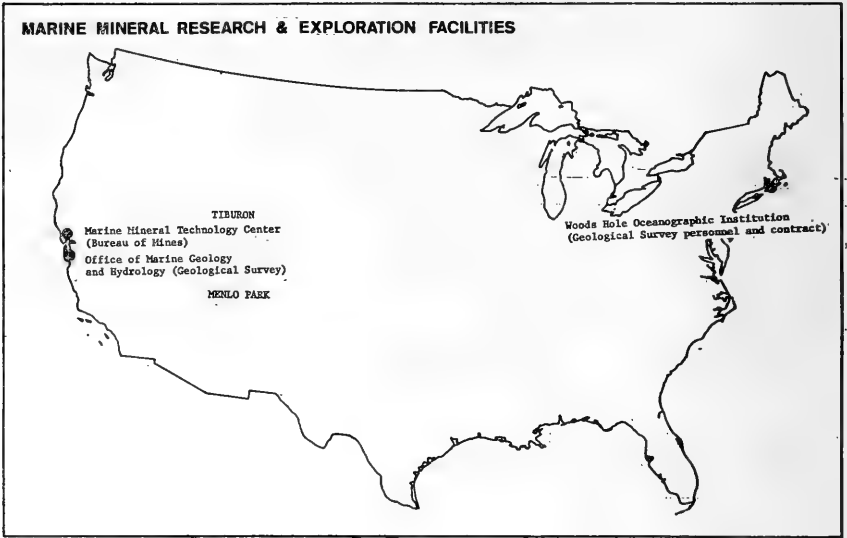 MARINE MINERAL RESEARCH & EXPLORATION FACILITIES
TIBURON
Marine Mineral Technology Center
(Bureau of Mines)
Office of Marine Geology
and Hydrology (Geological Survey)
MENLO PARK
Woods Hole Oceanographic Institution
(Geological Survey personnel and contract)